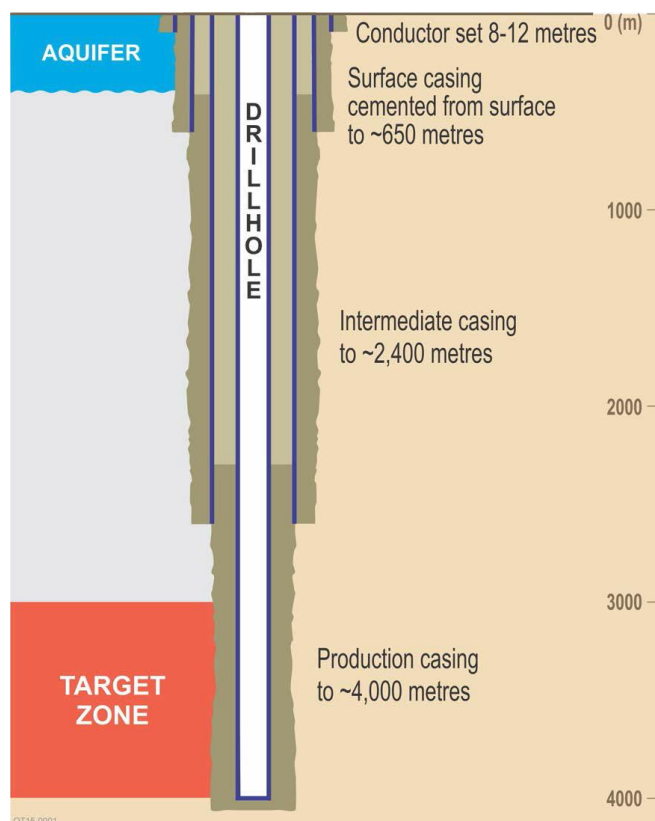 AQUIFER
Conductor set 8-12 metres
0 (m)
Surface casing
cemented from surface
to ~650 metres
DRILLHOLE
1000
Intermediate casing
to ~2,400 metres
2000
3000
Production casing
to ~4,000 metres
TARGET
ZONE
4000